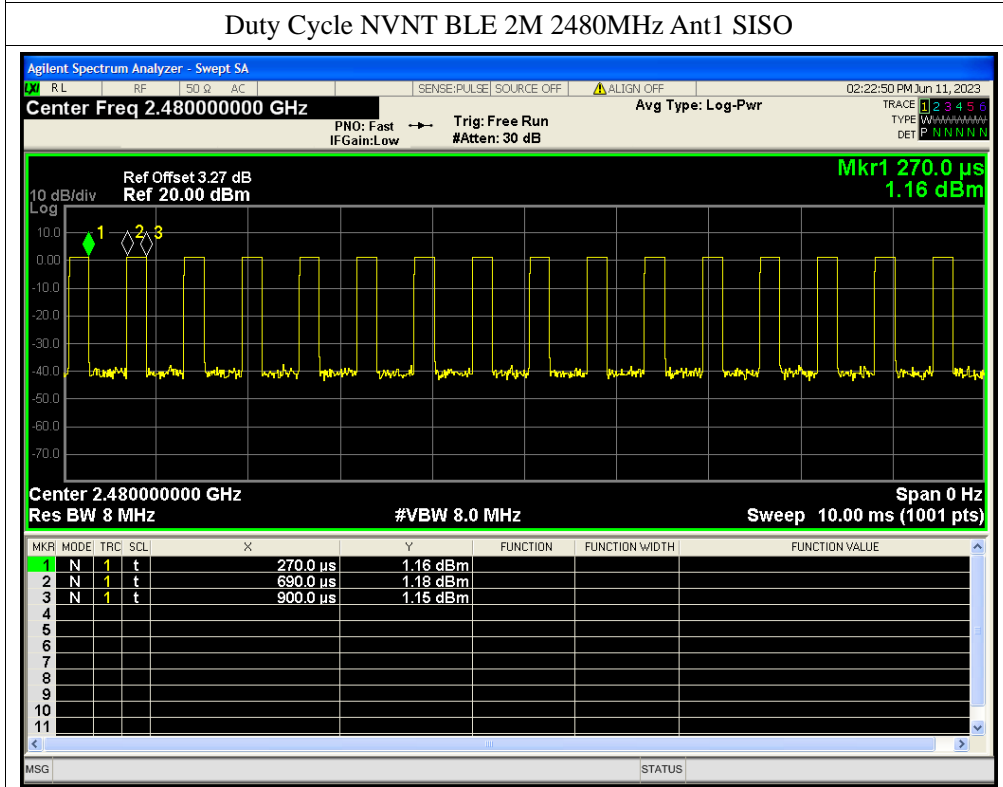 Duty Cycle NVNT BLE 2M 2480MHz Ant1 SISO
Agilent Spectrum Analyzer - Swept SA
LXI RL RF 50 Ω AC SENSE:PULSE SOURCE OFF ALIGN OFF 02:22:50 PM Jun 11, 2023
Center Freq 2.480000000 GHz Avg Type: Log-Pwr TRACE 1 2 3 4 5 6
PNO: Fast Trig: Free Run TYPE WWWWWW
IFGain:Low #Atten: 30 dB DET P N N N N N
Mkr1 270.0 µs
Ref Offset 3.27 dB
10 dB/div Ref 20.00 dBm 1.16 dBm
Log
10.0 1 2 3
0.00
-10.0
-20.0
-30.0
-40.0
-50.0
-60.0
-70.0
Center 2.480000000 GHz Span 0 Hz
Res BW 8 MHz #VBW 8.0 MHz Sweep 10.00 ms (1001 pts)
MKR MODE TRC SCL X Y FUNCTION FUNCTION WIDTH FUNCTION VALUE
1 N 1 t 270.0 µs 1.16 dBm
2 N 1 t 690.0 µs 1.18 dBm
3 N 1 t 900.0 µs 1.15 dBm
4
5
6
7
8
9
10
11
MSG STATUS